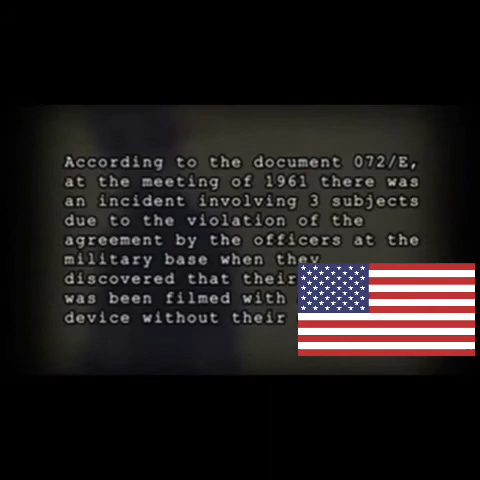 According to the document 072/E,
at the meeting of 1961 there was
an incident involving 3 subjects
due to the violation of the
agreement by the officers at the
military base when they
discovered that their
was been filmed with
device without their